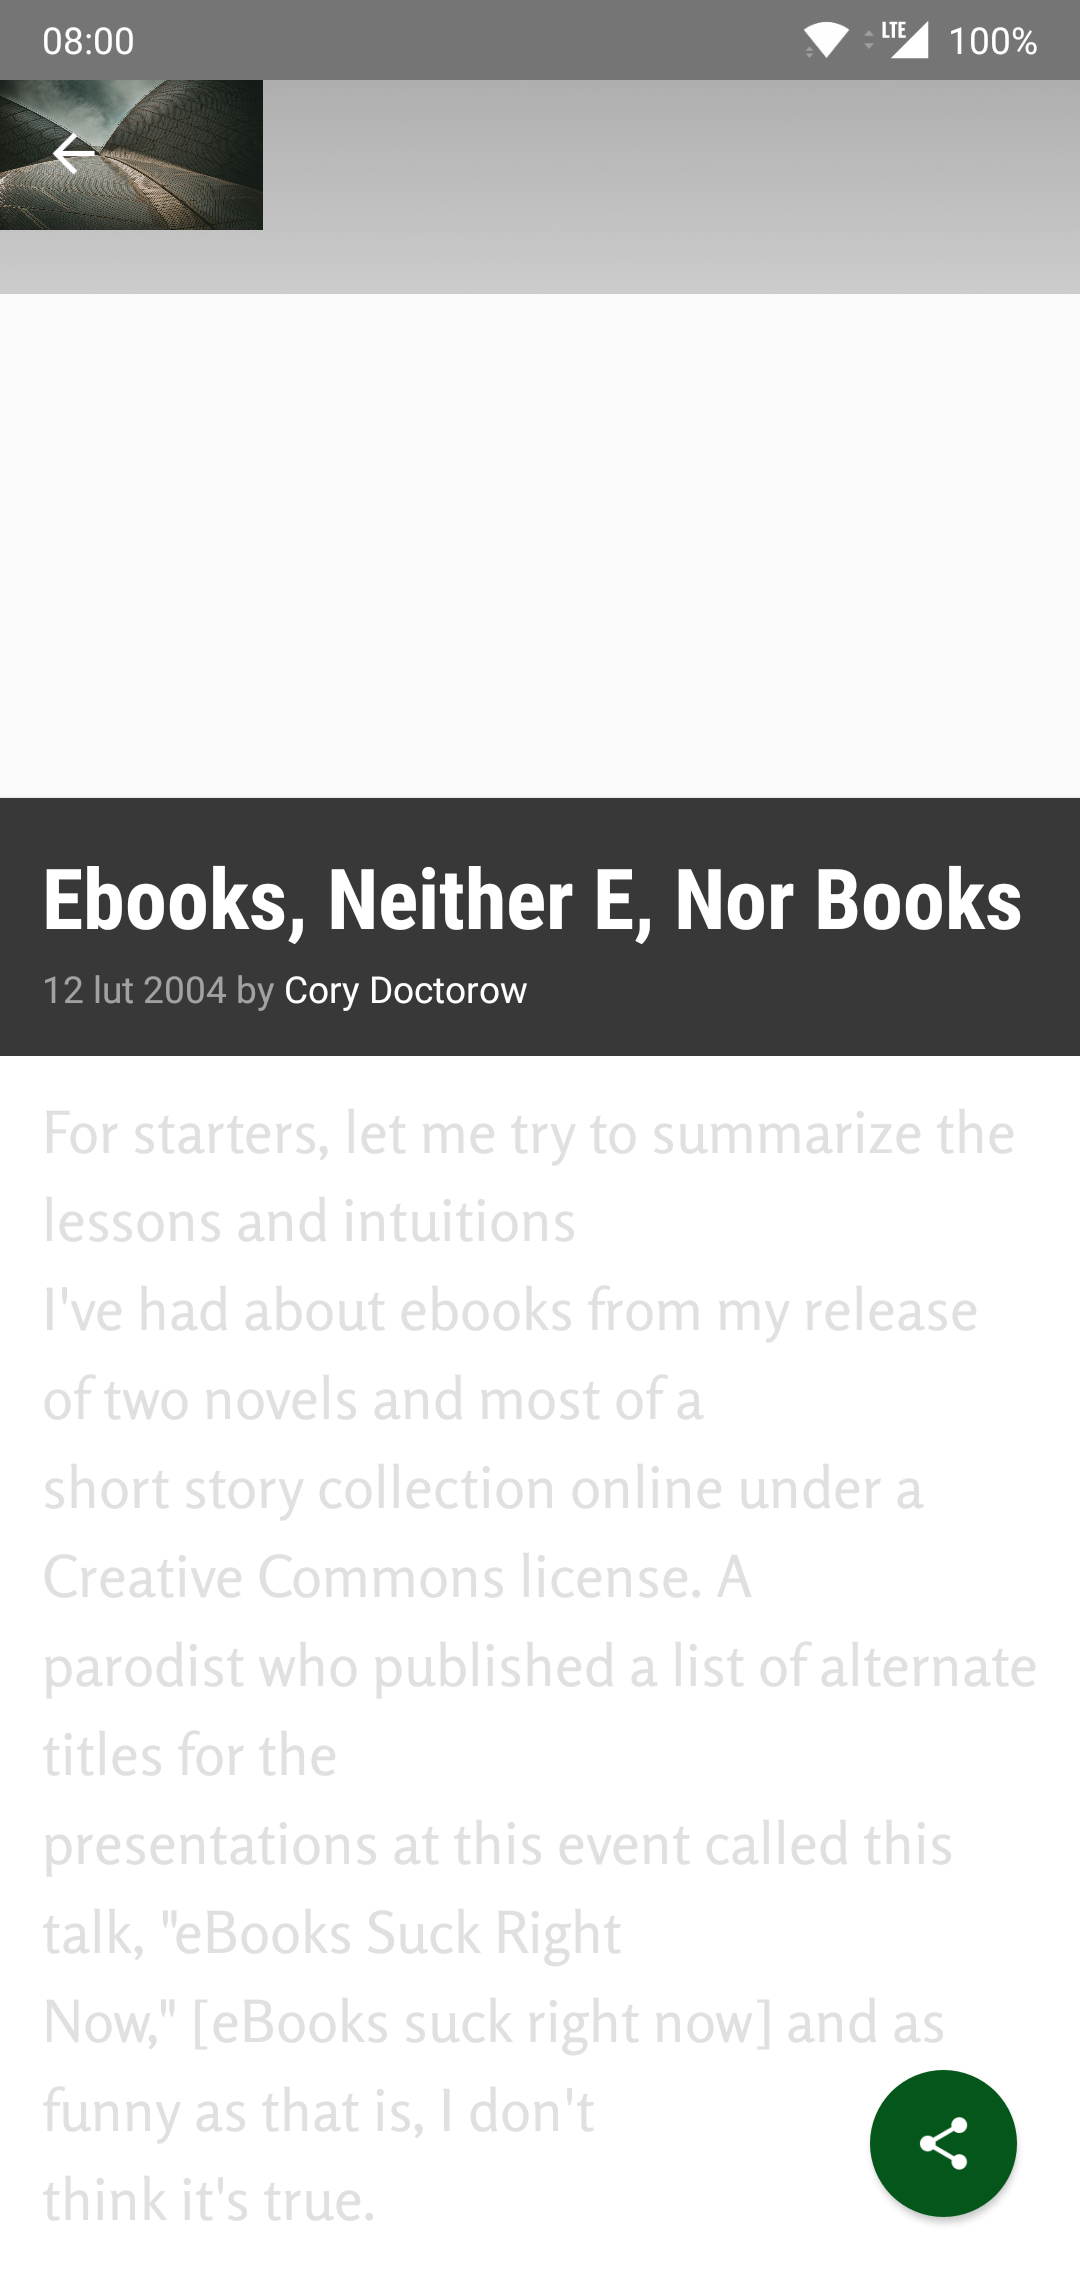 08:00 LTE 100%
Ebooks, Neither E, Nor Books
12 lut 2004 by Cory Doctorow
For starters, let me try to summarize the
lessons and intuitions
I've had about ebooks from my release
of two novels and most of a
short story collection online under a
Creative Commons license. A
parodist who published a list of alternate
titles for the
presentations at this event called this
talk, "eBooks Suck Right
Now," [eBooks suck right now] and as
funny as that is, I don't
think it's true.